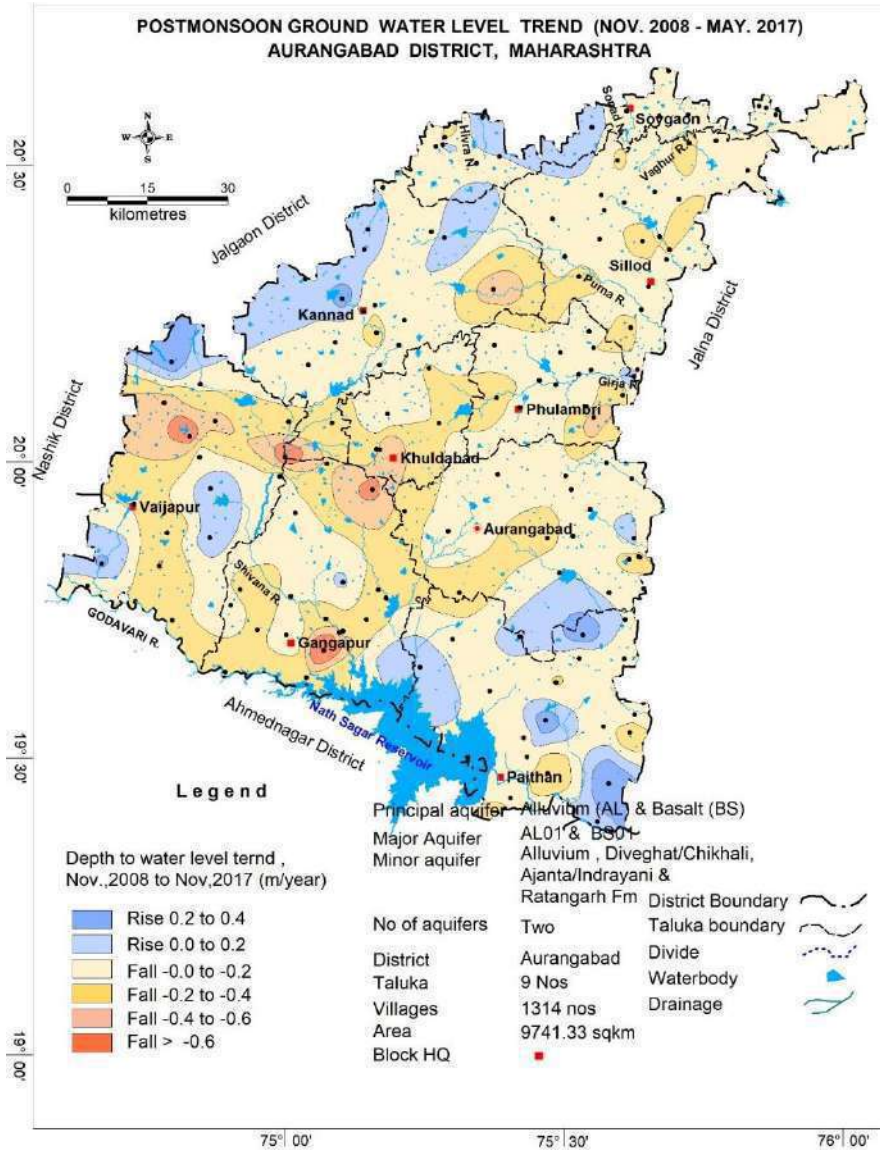 POSTMONSOON GROUND WATER LEVEL TREND (NOV. 2008 - MAY. 2017)
AURANGABAD DISTRICT, MAHARASHTRA
N
W E
S
0 15 30
kilometres
20° 30'
20° 00'
19° 30'
19° 00'
Jalgaon District
Nashik District
Jalna District
Ahmednagar District
Soygaon
Hivra N.
Vaghur R.
Sillod
Purna R.
Kannad
Girja R.
Phulambri
Khuldabad
Vaijapur
Aurangabad
Shivana R.
GODAVARI R.
Gangapur
Nath Sagar Reservoir
Paithan
Legend
Depth to water level ternd ,
Nov.,2008 to Nov,2017 (m/year)
Rise 0.2 to 0.4
Rise 0.0 to 0.2
Fall -0.0 to -0.2
Fall -0.2 to -0.4
Fall -0.4 to -0.6
Fall > -0.6
Principal aquifer Alluvium (AL) & Basalt (BS)
Major Aquifer AL01 & BS01
Minor aquifer Alluvium , Diveghat/Chikhali,
Ajanta/Indrayani &
Ratangarh Fm
No of aquifers Two
District Aurangabad
Taluka 9 Nos
Villages 1314 nos
Area 9741.33 sqkm
Block HQ
District Boundary
Taluka boundary
Divide
Waterbody
Drainage
75° 00' 75° 30' 76° 00'